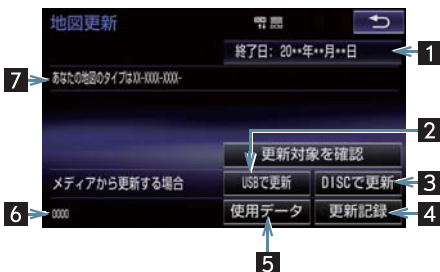 地図更新
終了日: 20**年**月**日
1
7
あなたの地図のタイプはXX-XXXX-XXXX-
2
更新対象を確認
メディアから更新する場合
USBで更新
DISCで更新
3
6
0000
使用データ
更新記録
4
5